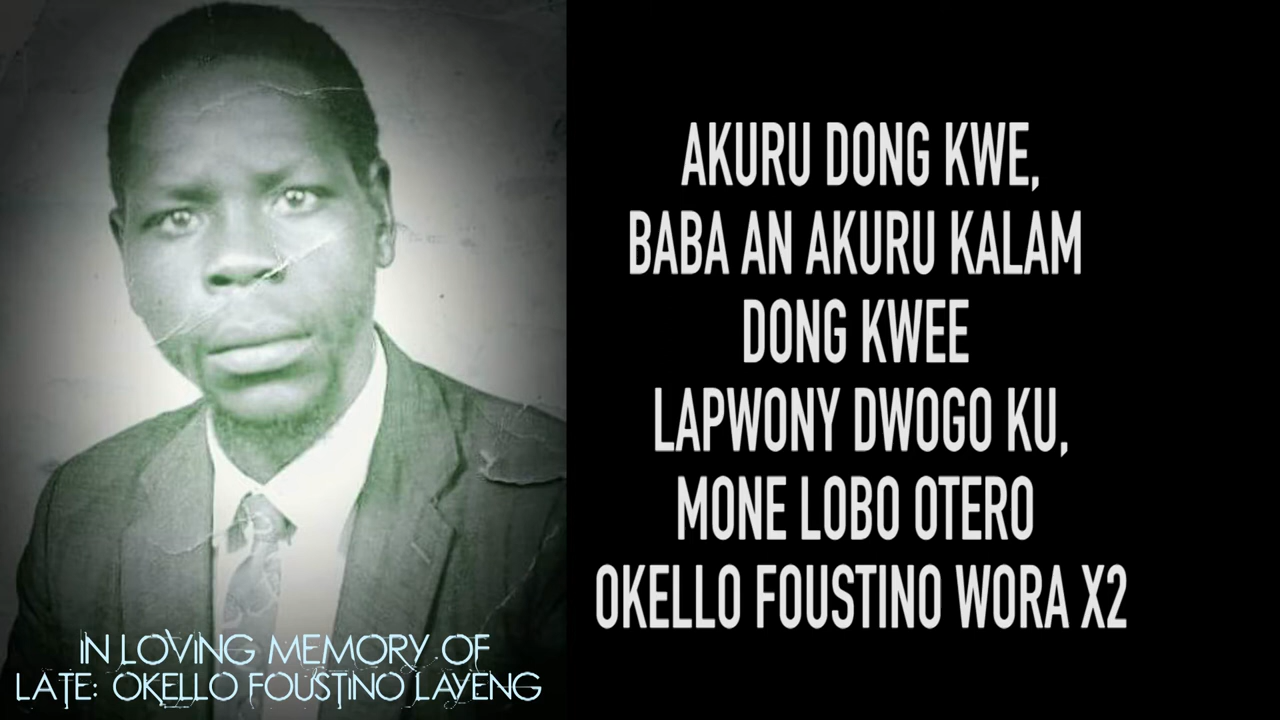 IN LOVING MEMORY OF
LATE: OKELLO FOUSTINO LAYENG
AKURU DONG KWE,
BABA AN AKURU KALAM
DONG KWEE
LAPWONY DWOGO KU,
MONE LOBO OTERO
OKELLO FOUSTINO WORA X2